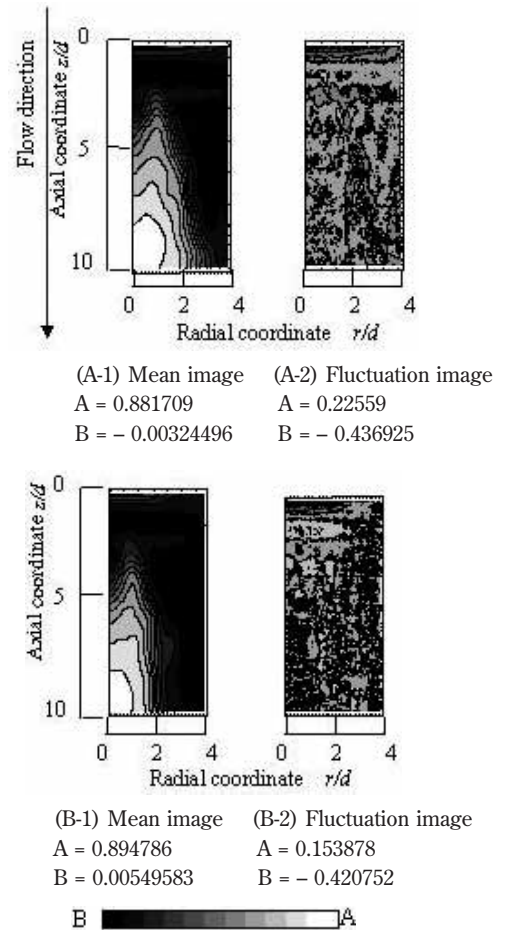 Flow direction
Axial coordinate z/d
0
5
10
0 2 4 0 2 4
Radial coordinate r/d
(A-1) Mean image (A-2) Fluctuation image
A = 0.881709 A = 0.22559
B = – 0.00324496 B = – 0.436925
Axial coordinate z/d
0
5
10
0 2 4 0 2 4
Radial coordinate r/d
(B-1) Mean image (B-2) Fluctuation image
A = 0.894786 A = 0.153878
B = 0.00549583 B = – 0.420752
B A